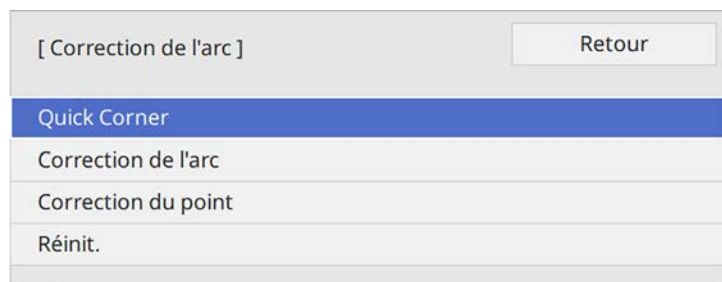 [ Correction de l'arc ]
Retour
Quick Corner
Correction de l'arc
Correction du point
Réinit.